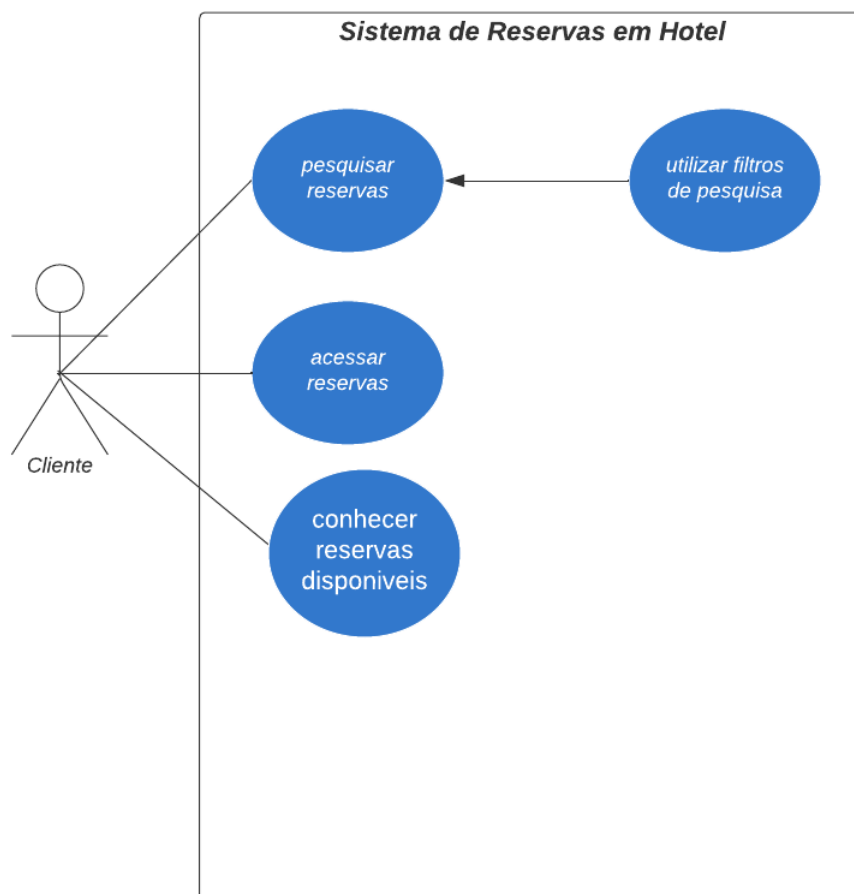 Sistema de Reservas em Hotel
pesquisar
reservas
utilizar filtros
de pesquisa
acessar
reservas
Cliente
conhecer
reservas
disponiveis